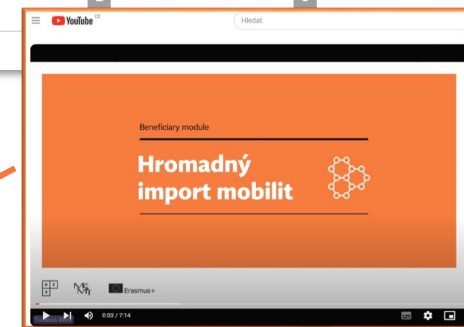 YouTube CZ
Hledat
Beneficiary module
Hromadný
import mobilit
Erasmus+
0:03 / 7:14